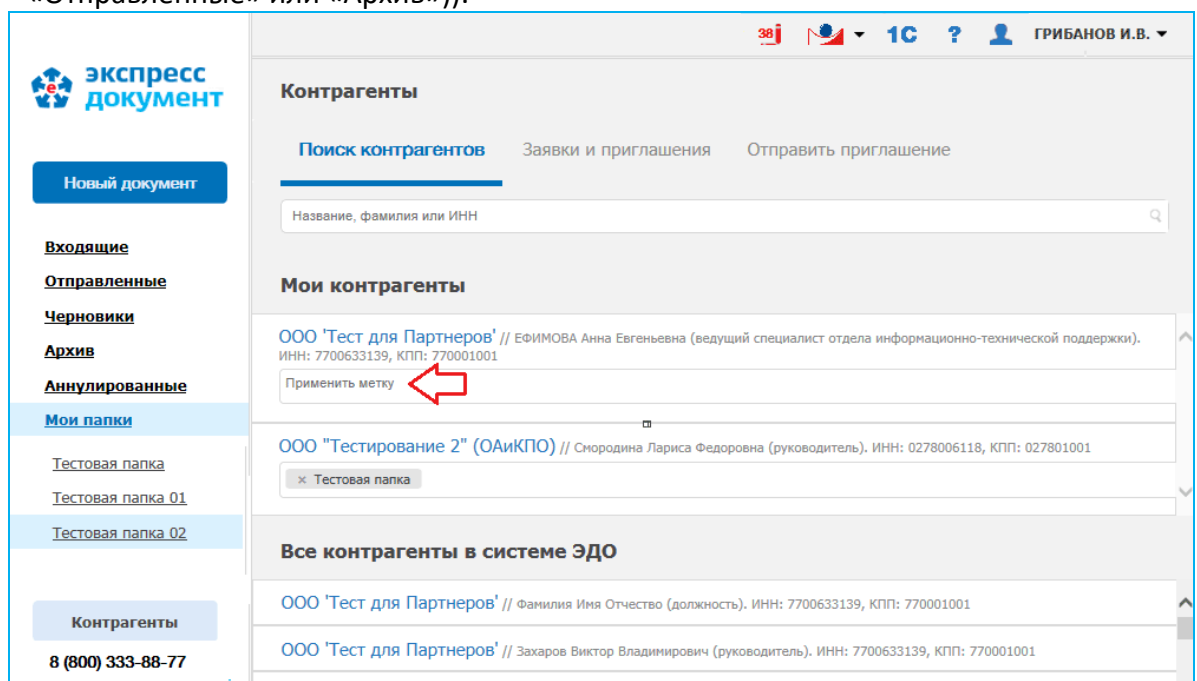 «Отправленные» или «Архив»)).
38
1С ? ГРИБАНОВ И.В.
экспресс
документ
Новый документ
Входящие
Отправленные
Черновики
Архив
Аннулированные
Мои папки
Тестовая папка
Тестовая папка 01
Тестовая папка 02
Контрагенты
8 (800) 333-88-77
Контрагенты
Поиск контрагентов Заявки и приглашения Отправить приглашение
Название, фамилия или ИНН
Мои контрагенты
ООО 'Тест для Партнеров' // ЕФИМОВА Анна Евгеньевна (ведущий специалист отдела информационно-технической поддержки).
ИНН: 7700633139, КПП: 770001001
Применить метку
ООО "Тестирование 2" (ОАиКПО) // Смородина Лариса Федоровна (руководитель). ИНН: 0278006118, КПП: 027801001
× Тестовая папка
Все контрагенты в системе ЭДО
ООО 'Тест для Партнеров' // Фамилия Имя Отчество (должность). ИНН: 7700633139, КПП: 770001001
ООО 'Тест для Партнеров' // Захаров Виктор Владимирович (руководитель). ИНН: 7700633139, КПП: 770001001